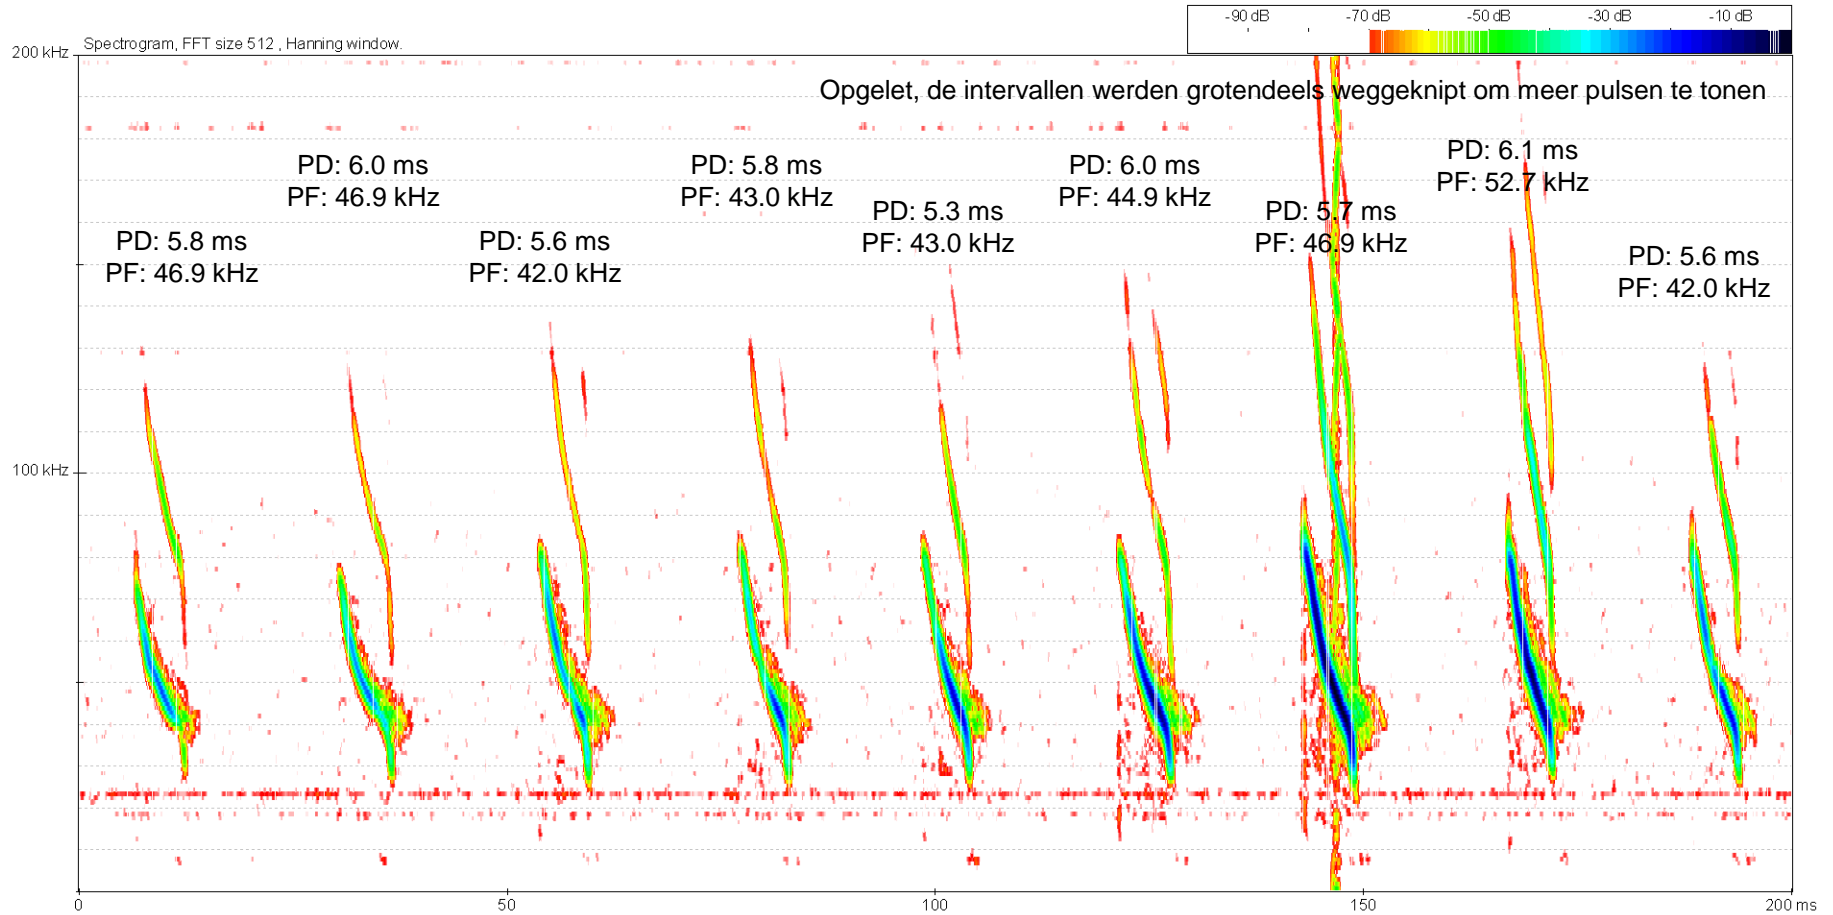 -90 dB -70 dB -50 dB -30 dB -10 dB
Spectrogram, FFT size 512 , Hanning window.
200 kHz
Opgelet, de intervallen werden grotendeels weggeknipt om meer pulsen te tonen
PD: 5.8 ms
PF: 46.9 kHz
PD: 6.0 ms
PF: 46.9 kHz
PD: 5.6 ms
PF: 42.0 kHz
PD: 5.8 ms
PF: 43.0 kHz
PD: 5.3 ms
PF: 43.0 kHz
PD: 6.0 ms
PF: 44.9 kHz
PD: 5.7 ms
PF: 46.9 kHz
PD: 6.1 ms
PF: 52.7 kHz
PD: 5.6 ms
PF: 42.0 kHz
100 kHz
0 50 100 150 200 ms